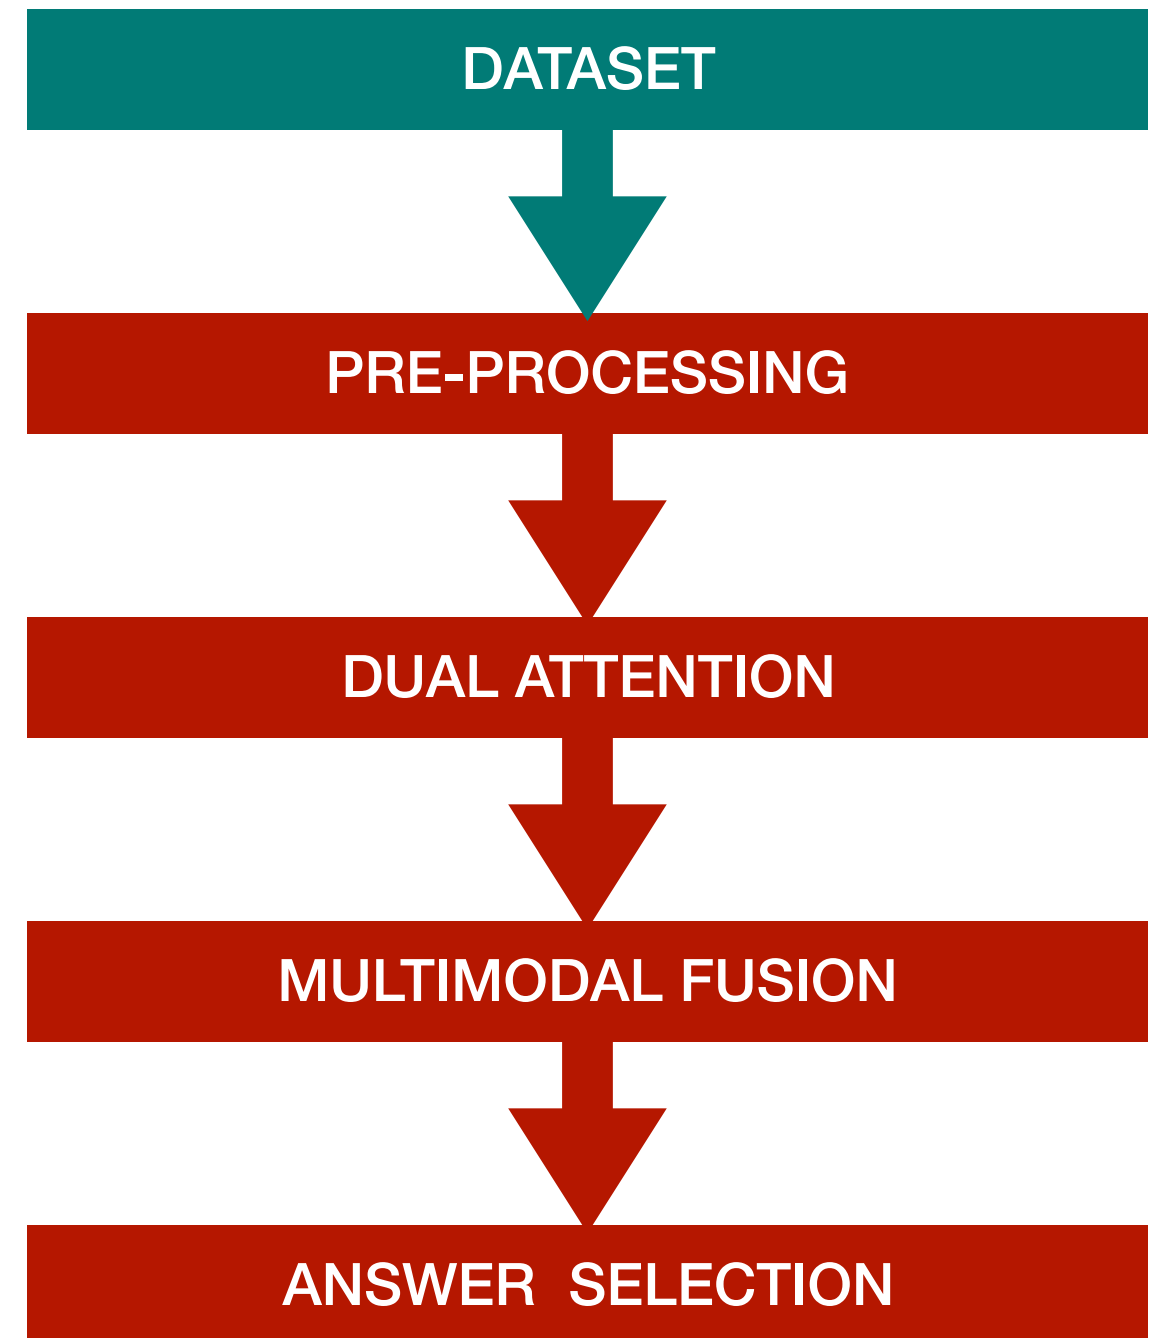 DATASET
PRE-PROCESSING
DUAL ATTENTION
MULTIMODAL FUSION
ANSWER  SELECTION